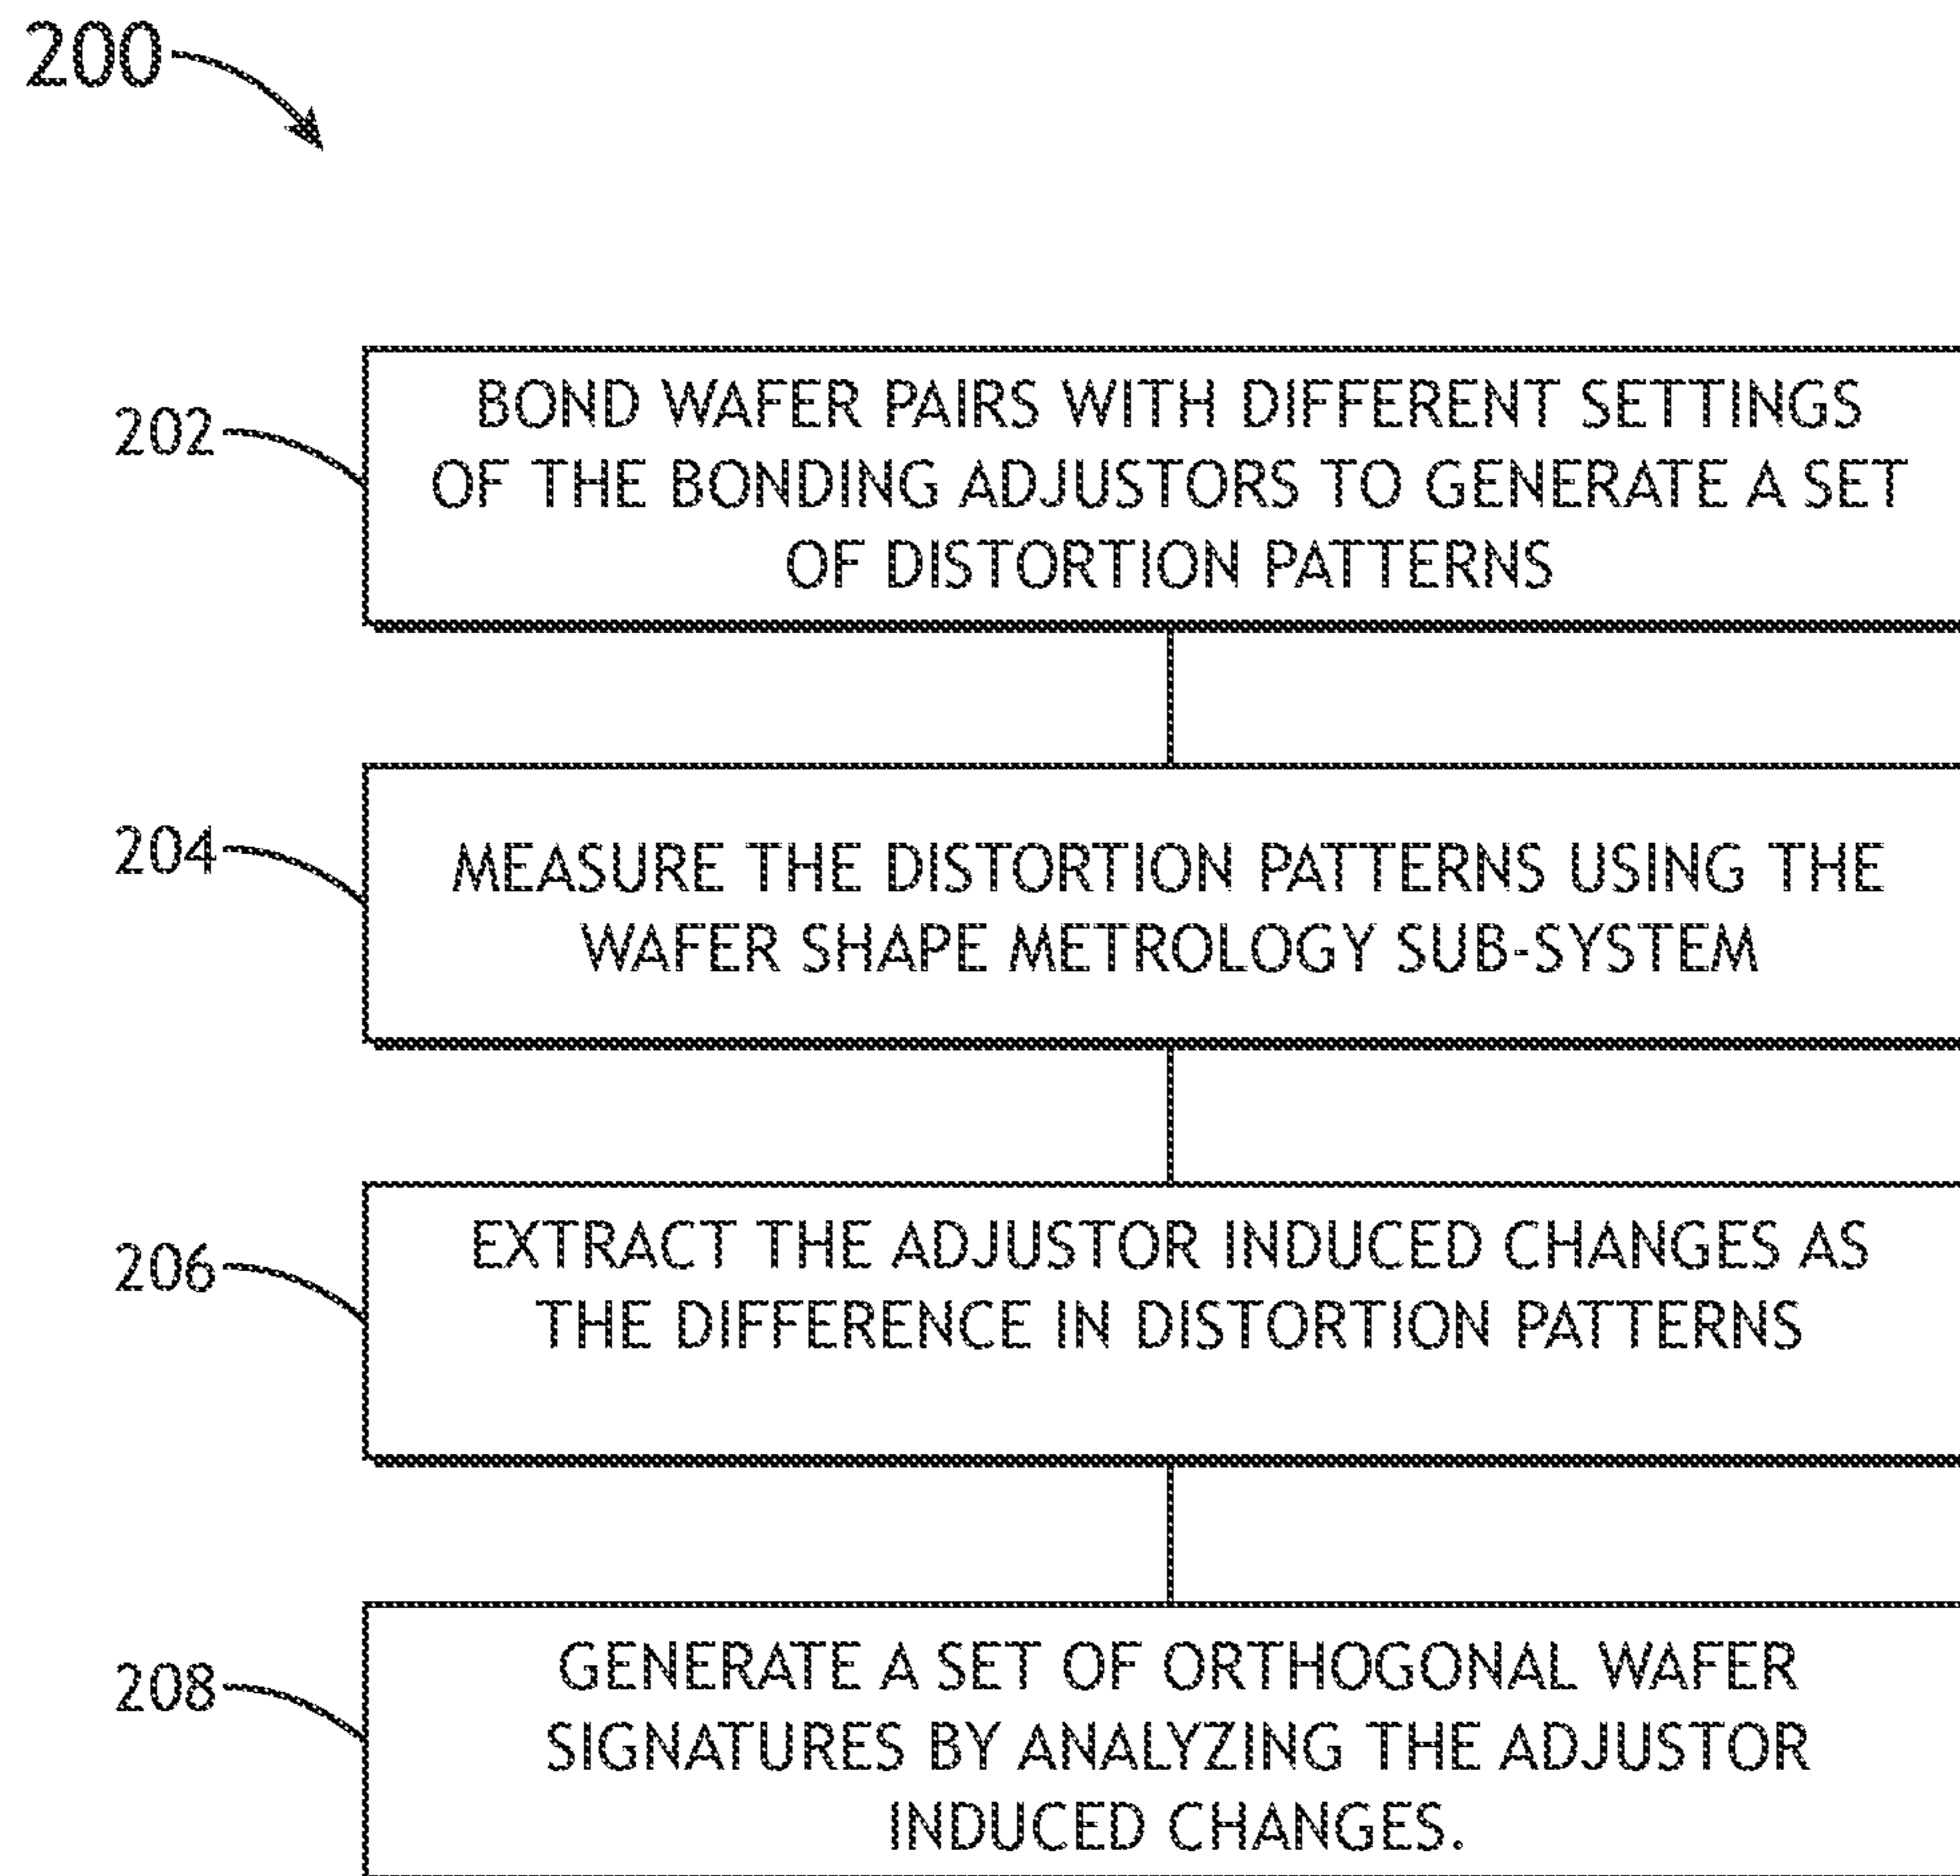 200
202
BOND WAFER PAIRS WITH DIFFERENT SETTINGS
OF THE BONDING ADJUSTORS TO GENERATE A SET
OF DISTORTION PATTERNS
204
MEASURE THE DISTORTION PATTERNS USING THE
WAFER SHAPE METROLOGY SUB-SYSTEM
206
EXTRACT THE ADJUSTOR INDUCED CHANGES AS
THE DIFFERENCE IN DISTORTION PATTERNS
208
GENERATE A SET OF ORTHOGONAL WAFER
SIGNATURES BY ANALYZING THE ADJUSTOR
INDUCED CHANGES.